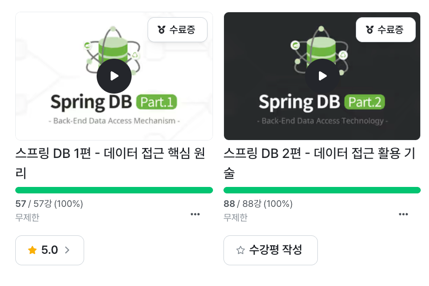 수료증
Spring DB Part.1
- Back-End Data Access Mechanism -
스프링 DB 1편 - 데이터 접근 핵심 원
리
57 / 57강 (100%)
무제한
5.0
수료증
Spring DB Part.2
- Back-End Data Access Technology -
스프링 DB 2편 - 데이터 접근 활용 기
술
88 / 88강 (100%)
무제한
수강평 작성